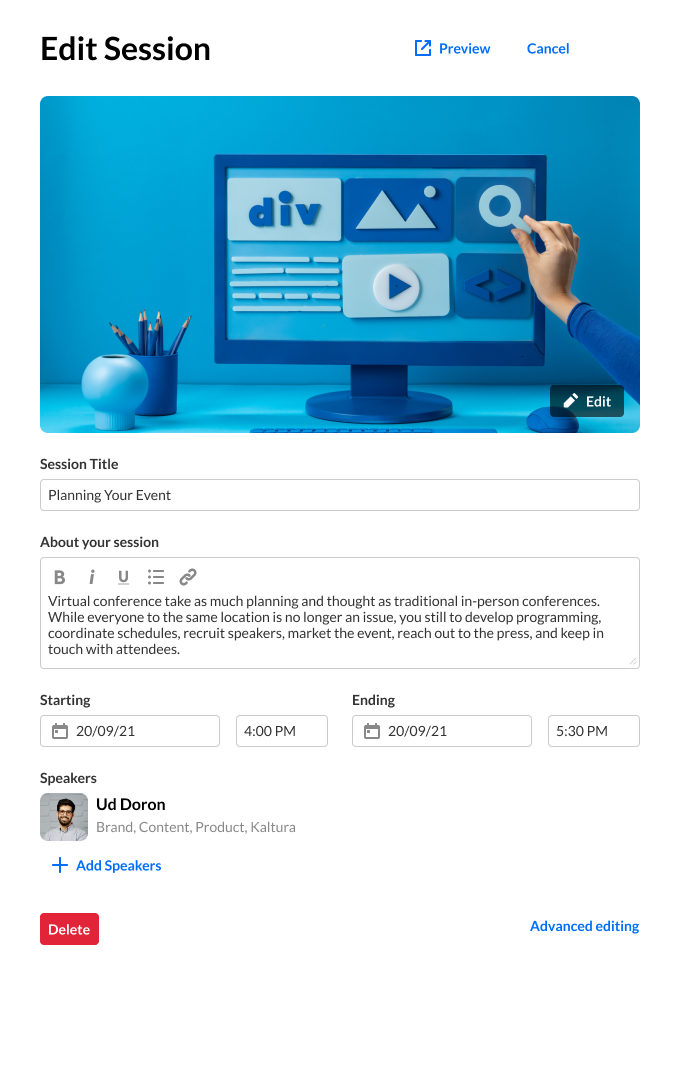 Edit Session
Preview
Cancel
div
Edit
Session Title
Planning Your Event
About your session
B i U
Virtual conference take as much planning and thought as traditional in-person conferences.
While everyone to the same location is no longer an issue, you still to develop programming,
coordinate schedules, recruit speakers, market the event, reach out to the press, and keep in
touch with attendees.
Starting
Ending
20/09/21
4:00 PM
20/09/21
5:30 PM
Speakers
Ud Doron
Brand, Content, Product, Kaltura
Add Speakers
Delete
Advanced editing